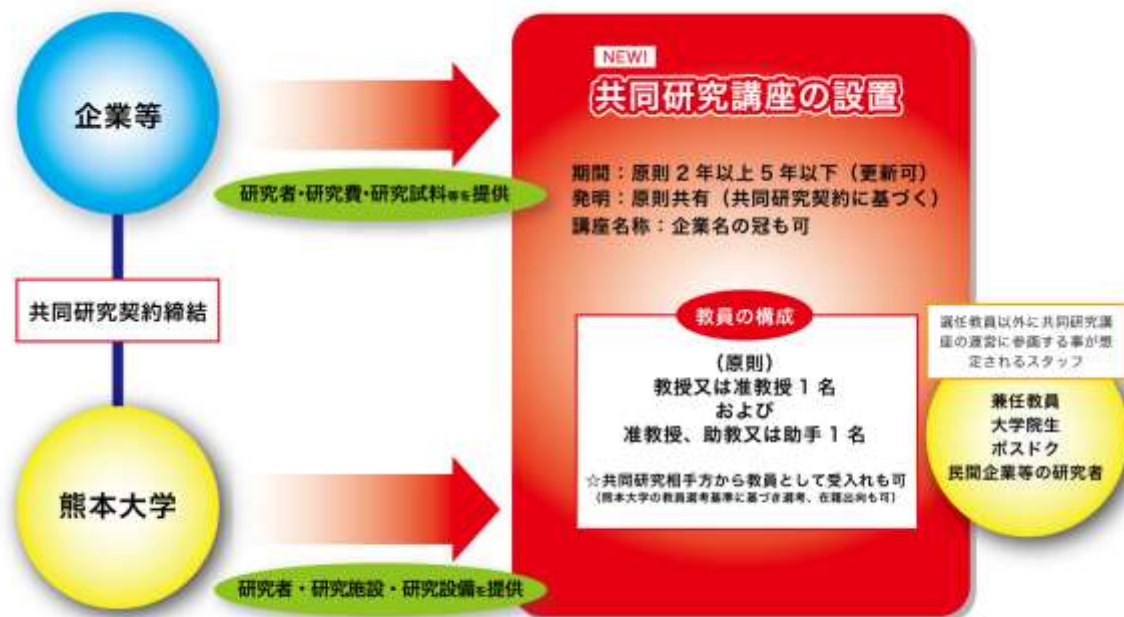 企業等
研究者・研究費・研究試料等を提供
共同研究契約締結
熊本大学
研究者・研究施設・研究設備を提供
NEW!
共同研究講座の設置
期間：原則 2 年以上 5 年以下（更新可）
発明：原則共有（共同研究契約に基づく）
講座名称：企業名の冠も可
教員の構成
（原則）
教授又は准教授 1 名
および
准教授、助教又は助手 1 名
☆共同研究相手方から教員として受入れも可
（熊本大学の教員選考基準に基づき選考、在籍出向も可）
選任教員以外に共同研究講
座の運営に参画する事が想
定されるスタッフ
兼任教員
大学院生
ポスドク
民間企業等の研究者